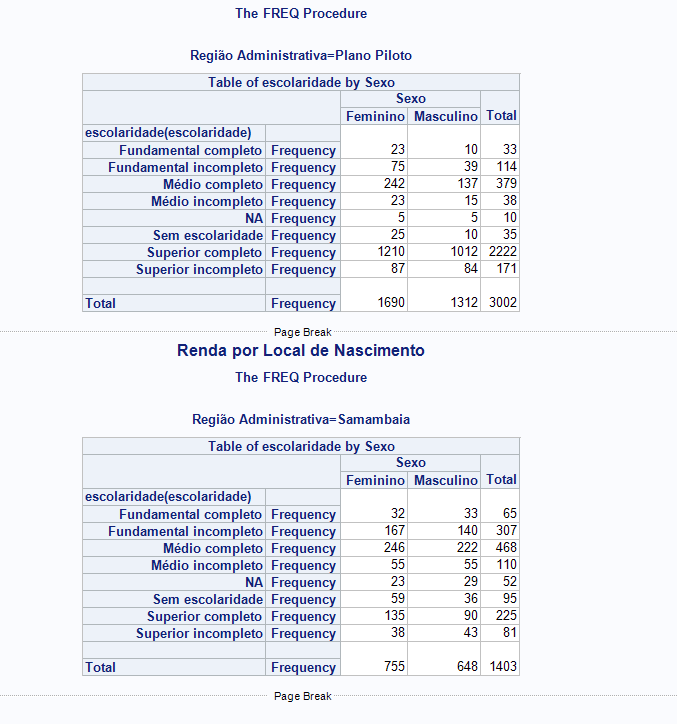 The FREQ Procedure
Região Administrativa=Plano Piloto
Table of escolaridade by Sexo
Sexo
Feminino Masculino Total
escolaridade(escolaridade)
Fundamental completo Frequency 23 10 33
Fundamental incompleto Frequency 75 39 114
Médio completo Frequency 242 137 379
Médio incompleto Frequency 23 15 38
NA Frequency 5 5 10
Sem escolaridade Frequency 25 10 35
Superior completo Frequency 1210 1012 2222
Superior incompleto Frequency 87 84 171
Total Frequency 1690 1312 3002
Page Break
Renda por Local de Nascimento
The FREQ Procedure
Região Administrativa=Samambaia
Table of escolaridade by Sexo
Sexo
Feminino Masculino Total
escolaridade(escolaridade)
Fundamental completo Frequency 32 33 65
Fundamental incompleto Frequency 167 140 307
Médio completo Frequency 246 222 468
Médio incompleto Frequency 55 55 110
NA Frequency 23 29 52
Sem escolaridade Frequency 59 36 95
Superior completo Frequency 135 90 225
Superior incompleto Frequency 38 43 81
Total Frequency 755 648 1403
Page Break